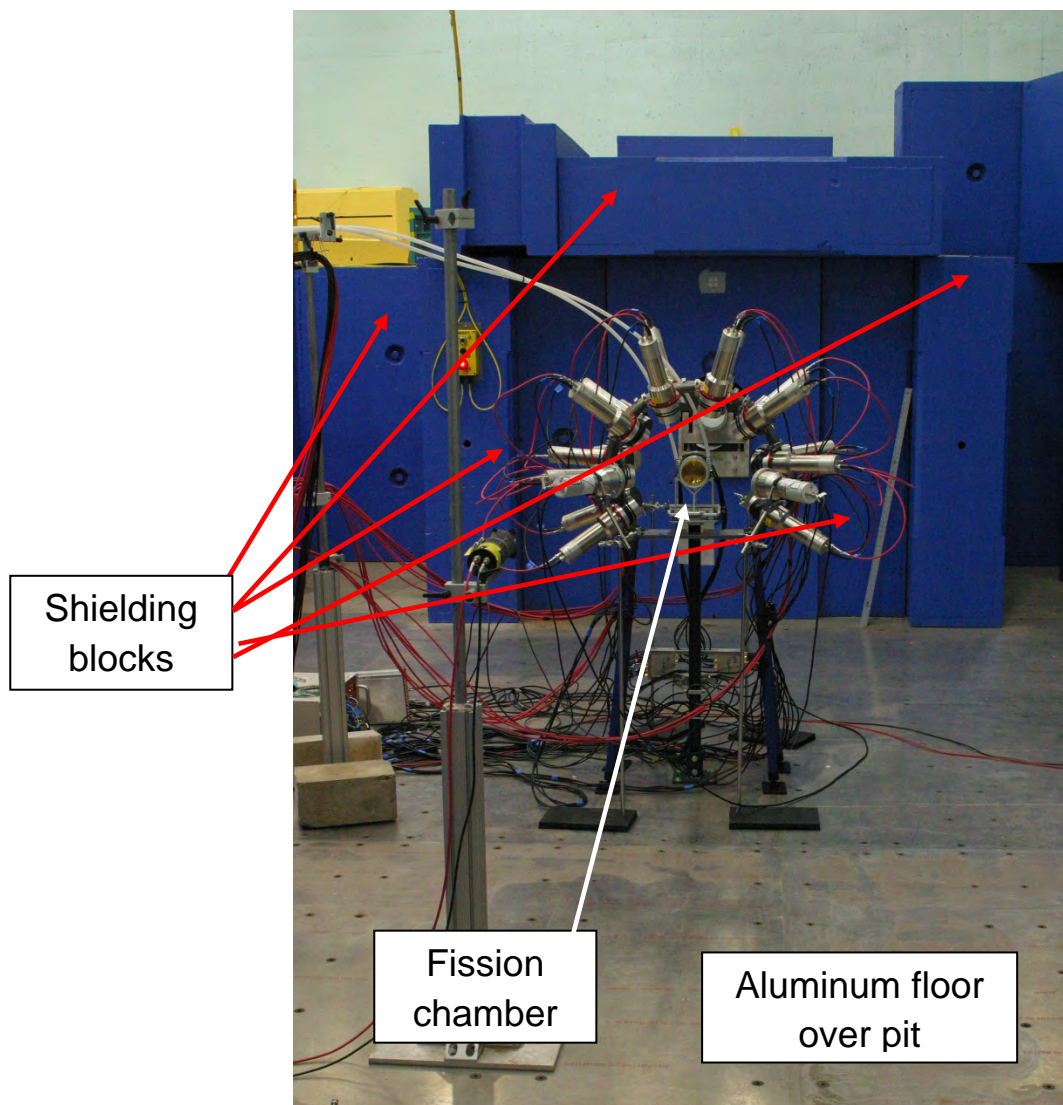 Shielding
blocks
Fission
chamber
Aluminum floor
over pit